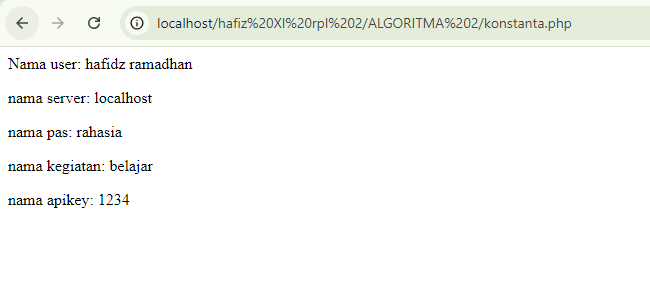 localhost/hafiz%20XI%20rpl%202/ALGORITMA%202/konstanta.php
Nama user: hafidz ramadhan
nama server: localhost
nama pas: rahasia
nama kegiatan: belajar
nama apikey: 1234